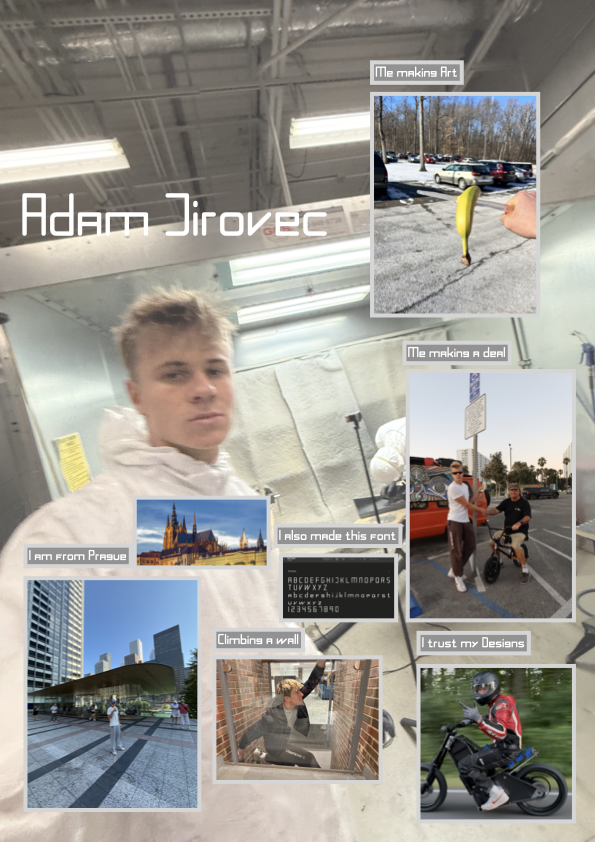 Me making Art
Adam Jirovec
Me making a deal
I also made this font
I am from Prague
ABCDEFGHIJKLMNOPQRS
TUVWXYZ
abcdefghijklmnopqrst
uvwxyz
1234567890
Climbing a wall
I trust my Designs